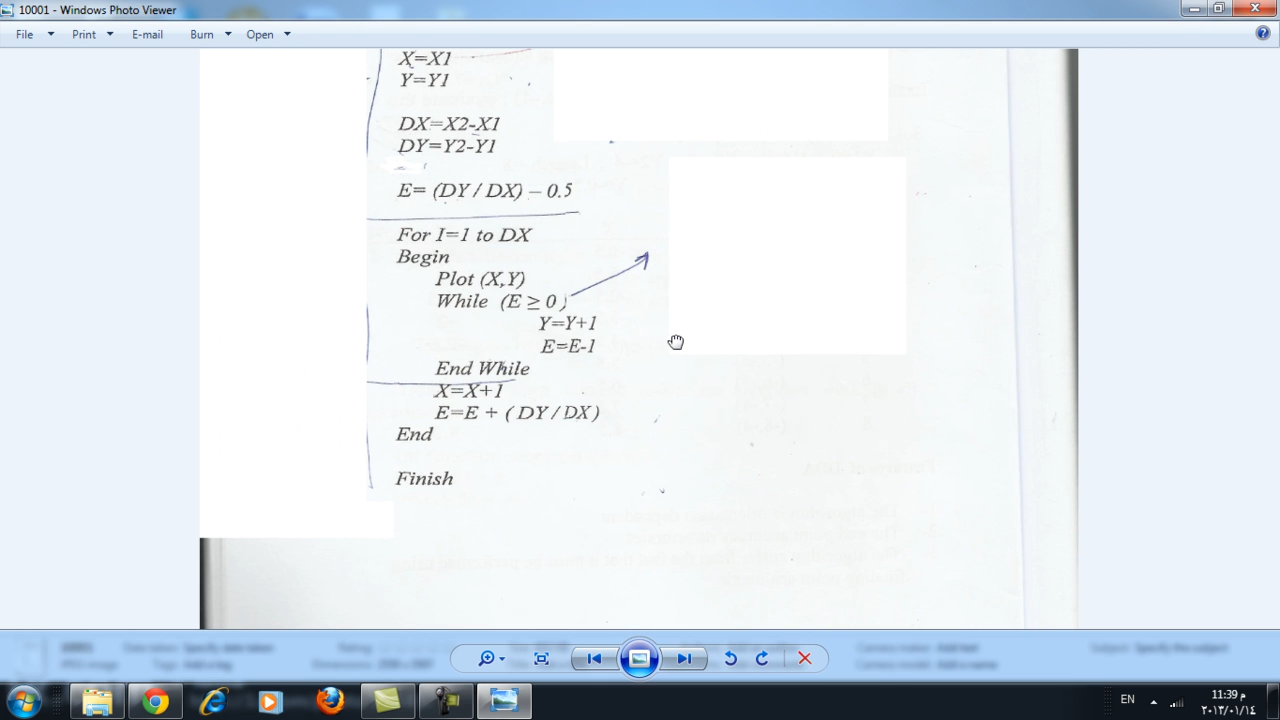 10001 - Windows Photo Viewer
File Print E-mail Burn Open
X=X1
Y=Y1
DX=X2-X1
DY=Y2-Y1
E= (DY / DX) – 0.5
For I=1 to DX
Begin
Plot (X,Y)
While (E ≥ 0 )
Y=Y+1
E=E-1
End While
X=X+1
E=E + ( DY / DX )
End
Finish
EN
11:39 م
٢٠١٣/٠١/١٤